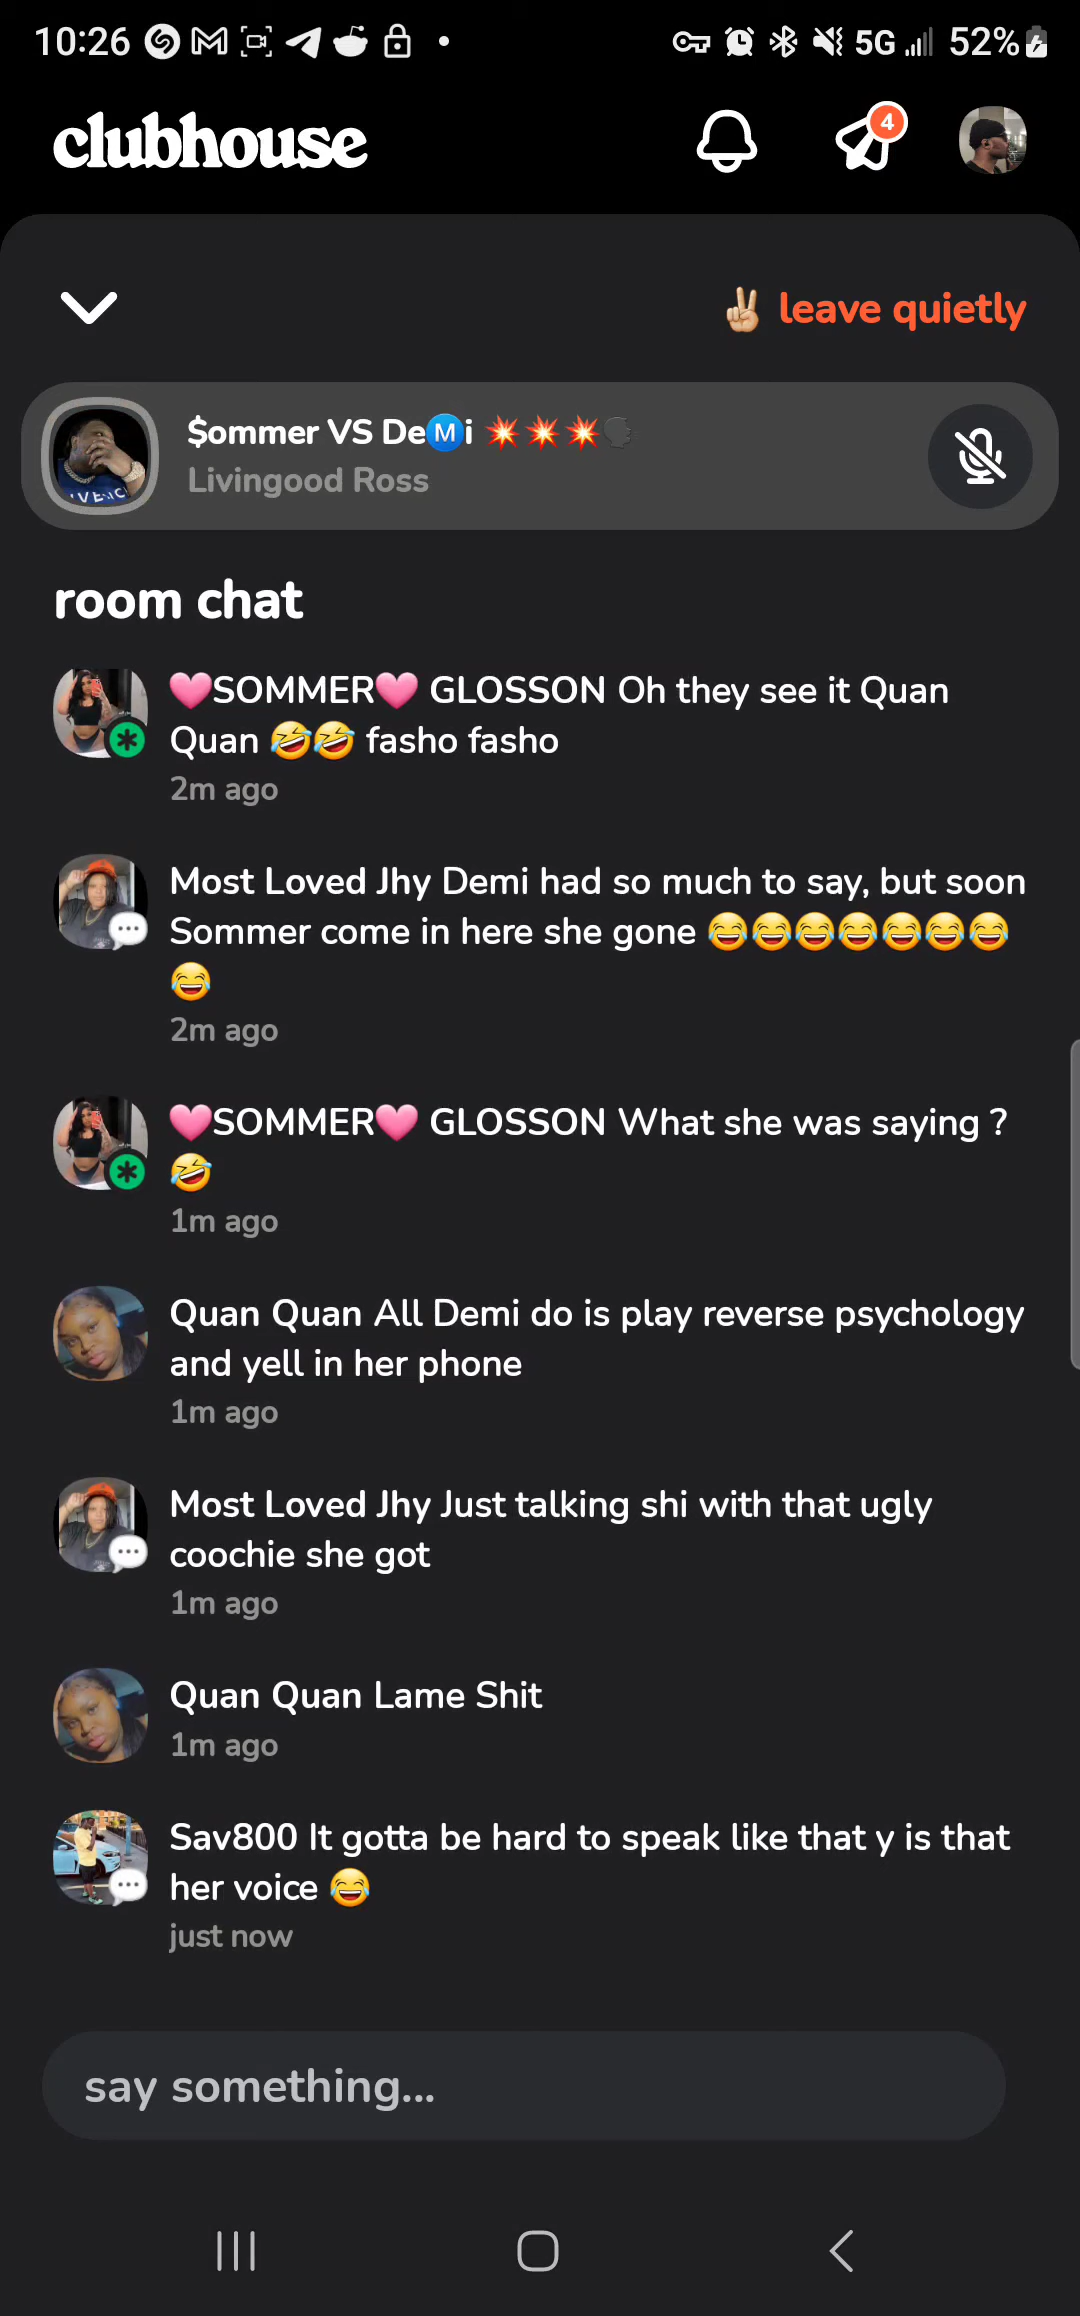 10:26 5G 52%
clubhouse 4
✌🏼 leave quietly
$ommer VS DeⓂ️i 💥💥💥🗣
Livingood Ross
room chat
🩷SOMMER🩷 GLOSSON Oh they see it Quan
Quan 🤣🤣 fasho fasho
2m ago
Most Loved Jhy Demi had so much to say, but soon
Sommer come in here she gone 😂😂😂😂😂😂😂
😂
2m ago
🩷SOMMER🩷 GLOSSON What she was saying ?
🤣
1m ago
Quan Quan All Demi do is play reverse psychology
and yell in her phone
1m ago
Most Loved Jhy Just talking shi with that ugly
coochie she got
1m ago
Quan Quan Lame Shit
1m ago
Sav800 It gotta be hard to speak like that y is that
her voice 😂
just now
say something...